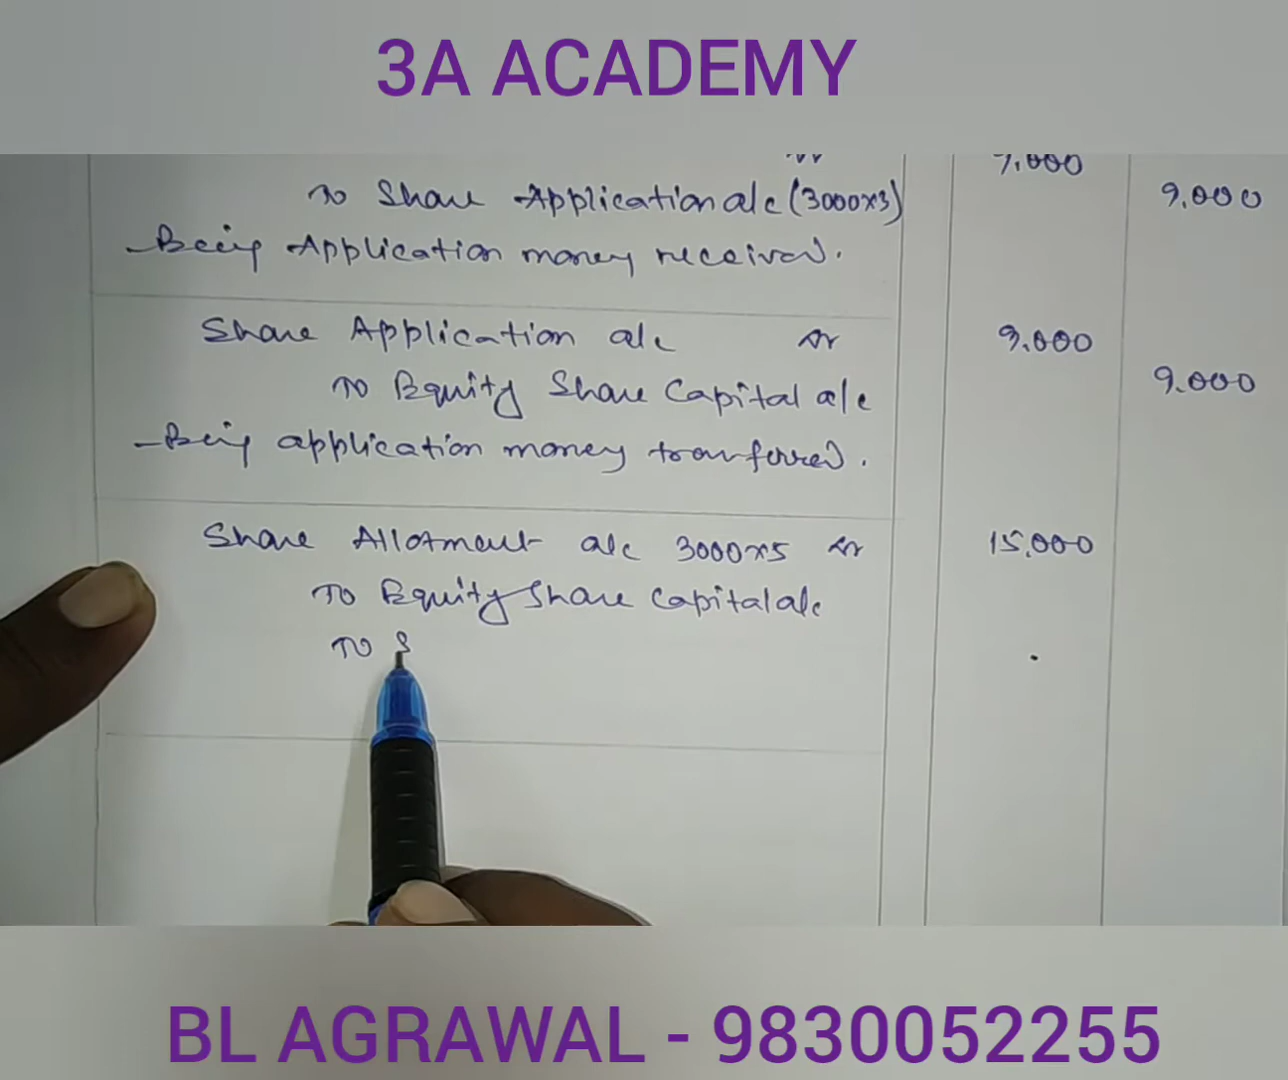 3A ACADEMY
Dr 9,000
To Share Application a/c (3000x3) 9,000
Being Application money received.
Share Application a/c Dr 9,000
To Equity Share Capital a/c 9,000
Being application money transferred.
Share Allotment a/c 3000x5 Dr 15,000
To Equity Share Capital a/c
To S
BL AGRAWAL - 9830052255